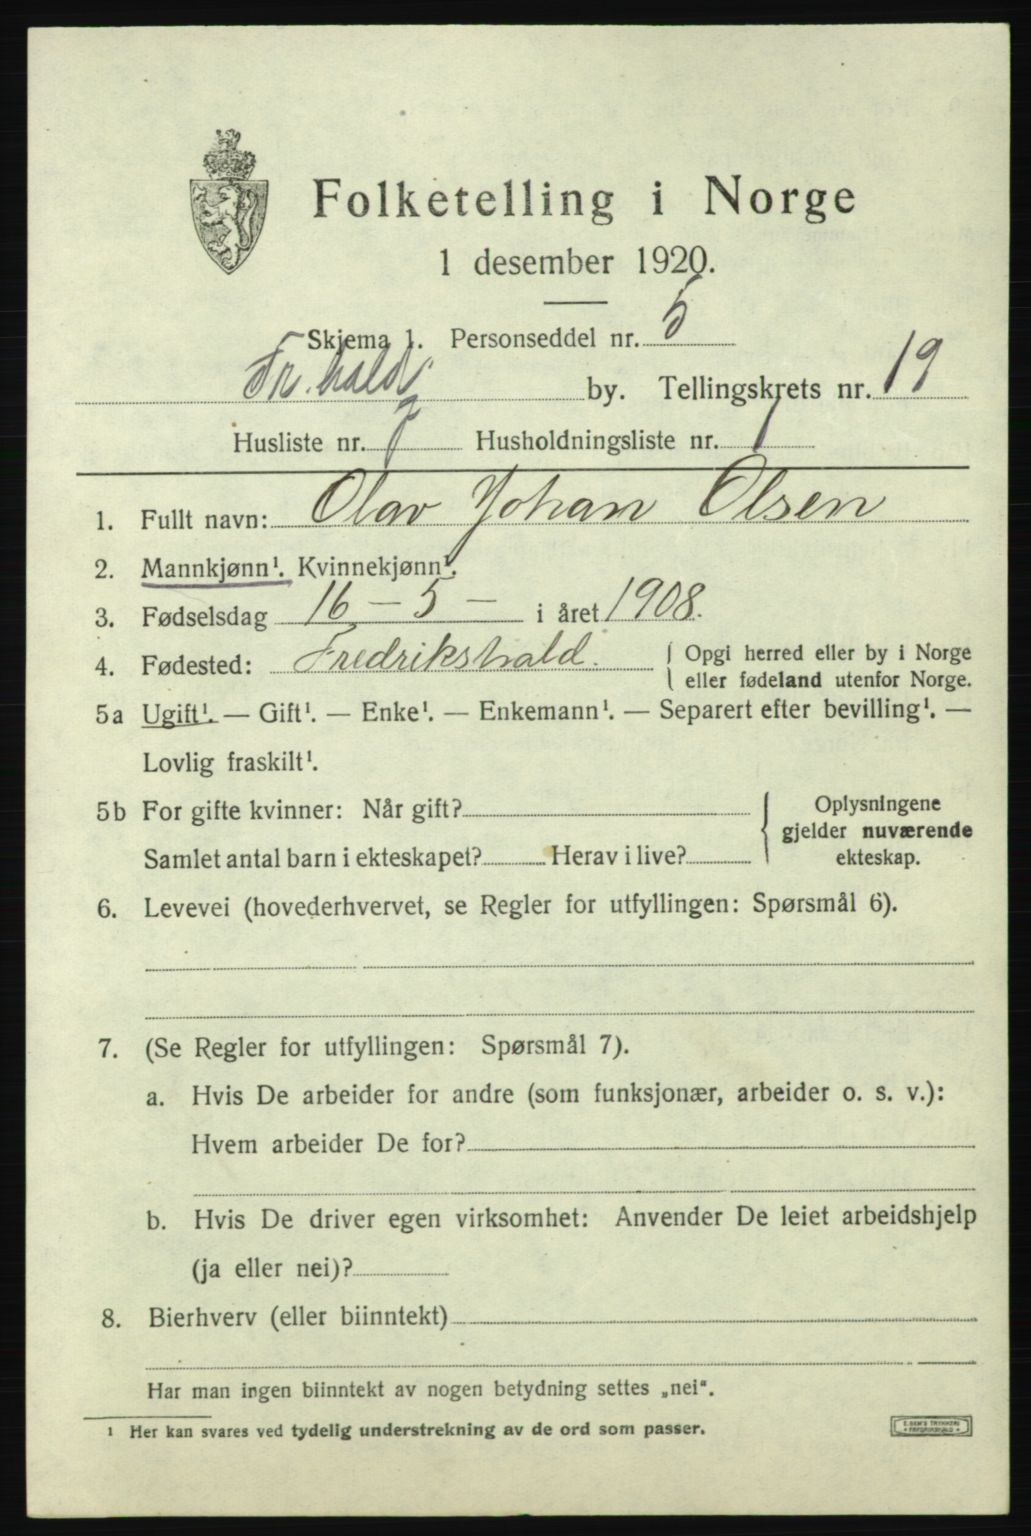 Folketelling i Norge
1 desember 1920.
Skjema 1. Personseddel nr. 5
Fr.hald by. Tellingskrets nr. 19
Husliste nr. Husholdningsliste nr. 1
1. Fullt navn: Olav Johan Olsen
2. Mannkjønn¹. Kvinnekjønn¹.
3. Fødselsdag 16 – 5 – i året 1908.
4. Fødested: Fredrikshald. { Opgi herred eller by i Norge
eller fødeland utenfor Norge.
5a Ugift¹. — Gift¹. — Enke¹. — Enkemann¹. — Separert efter bevilling¹. —
Lovlig fraskilt¹.
5b For gifte kvinner: Når gift? Oplysningene
gjelder nuværende
Samlet antal barn i ekteskapet? Herav i live? ekteskap.
6. Levevei (hovederhvervet, se Regler for utfyllingen: Spørsmål 6).
7. (Se Regler for utfyllingen: Spørsmål 7).
a. Hvis De arbeider for andre (som funksjonær, arbeider o. s. v.):
Hvem arbeider De for?
b. Hvis De driver egen virksomhet: Anvender De leiet arbeidshjelp
(ja eller nei)?
8. Bierhverv (eller biinntekt)
Har man ingen biinntekt av nogen betydning settes „nei".
¹ Her kan svares ved tydelig understrekning av de ord som passer.
E. SEM'S TRYKKERI
FREDRIKSHALD